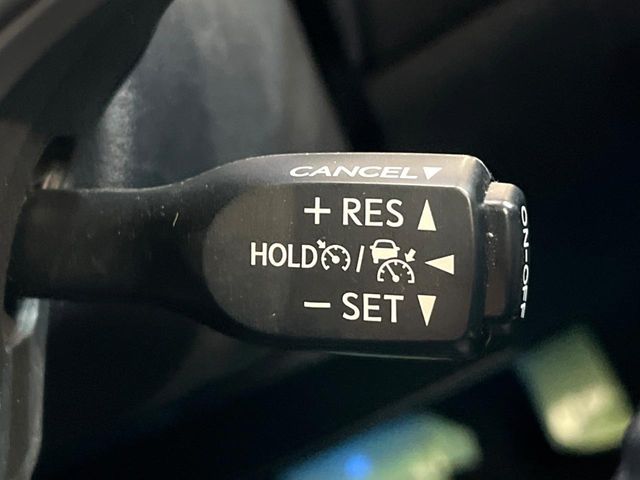 CANCEL▼
+ RES ▲
HOLD / ◀
− SET ▼
ON-OFF